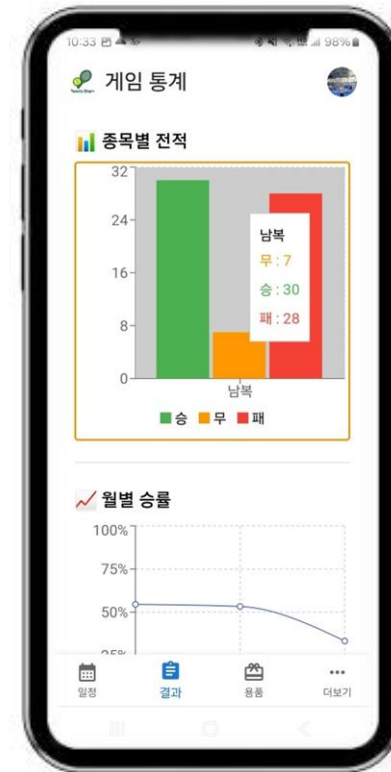 10:33
98%
게임 통계
종목별 전적
32
24
16
8
0
남복
무 : 7
승 : 30
패 : 28
남복
승 무 패
월별 승률
100%
75%
50%
25%
일정 결과 용품 더보기